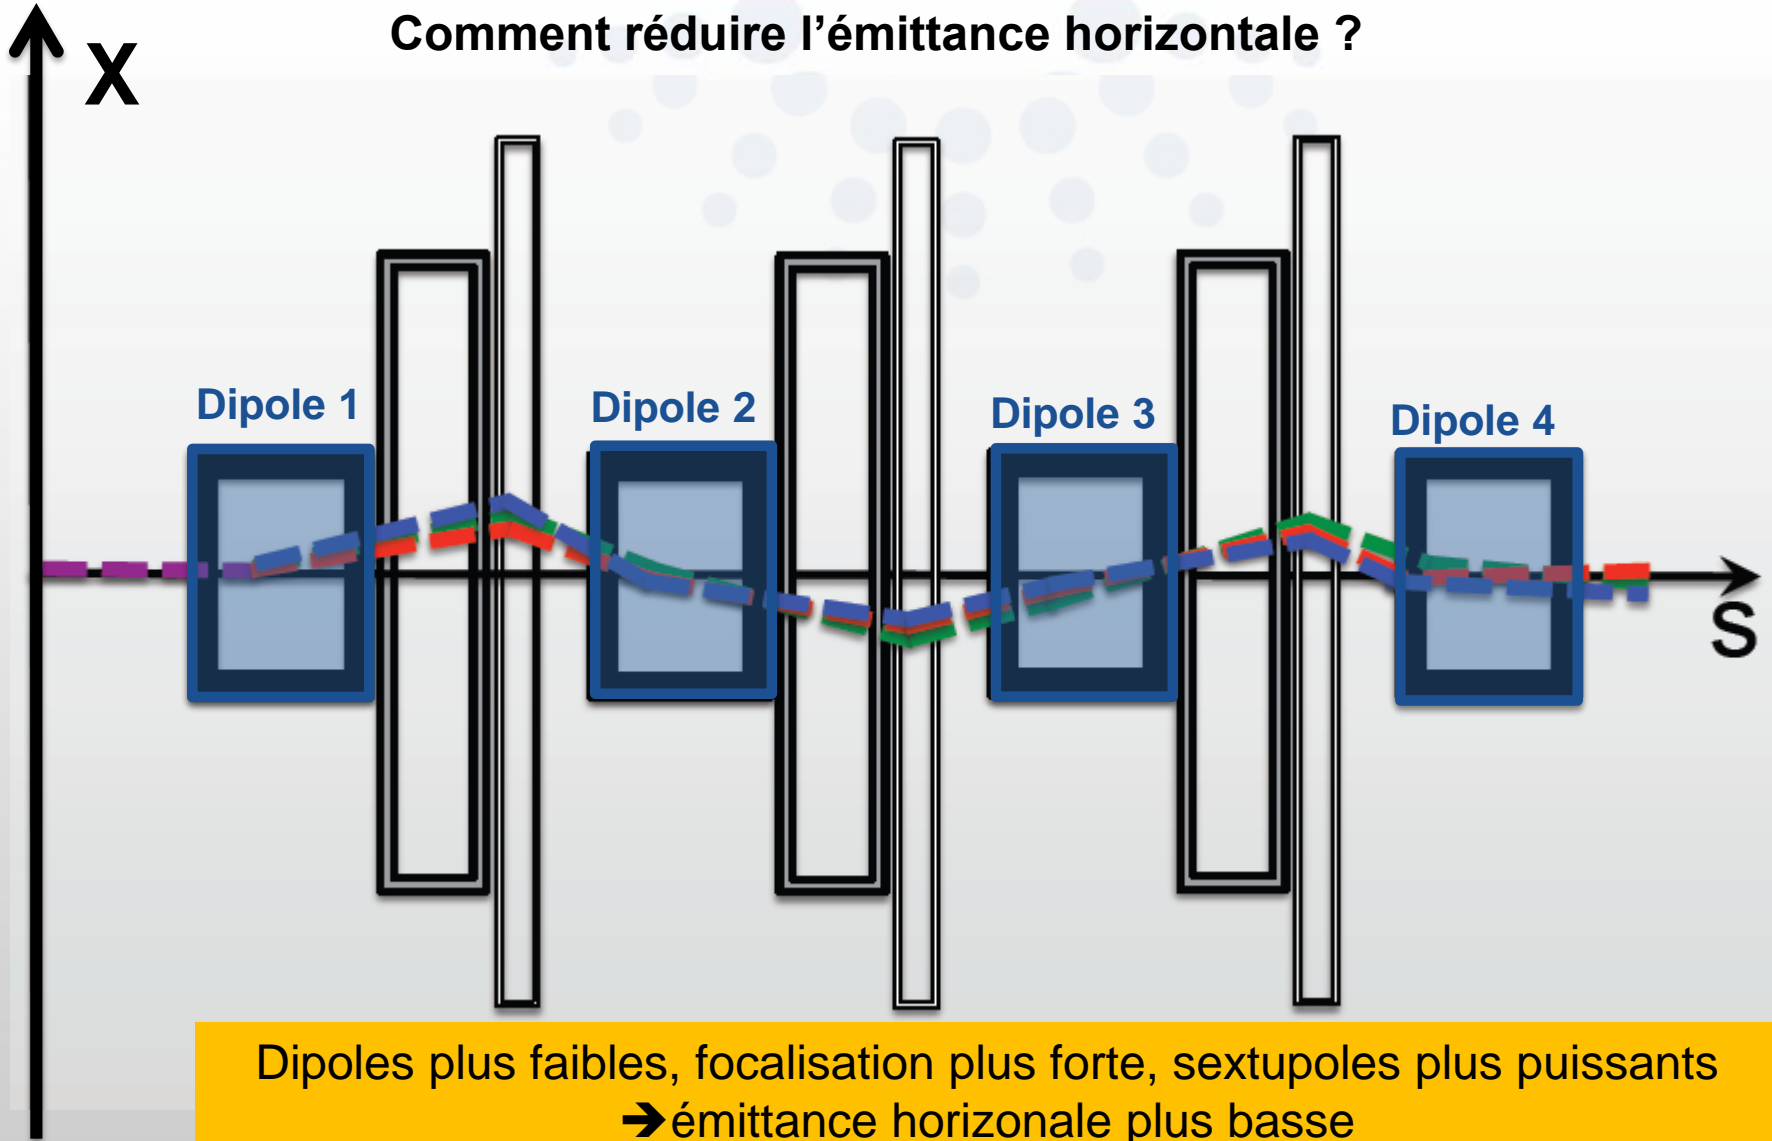 Comment réduire l’émittance horizontale ?
X
Dipole 1
Dipole 2
Dipole 3
Dipole 4
S
Dipoles plus faibles, focalisation plus forte, sextupoles plus puissants
➔émittance horizonale plus basse